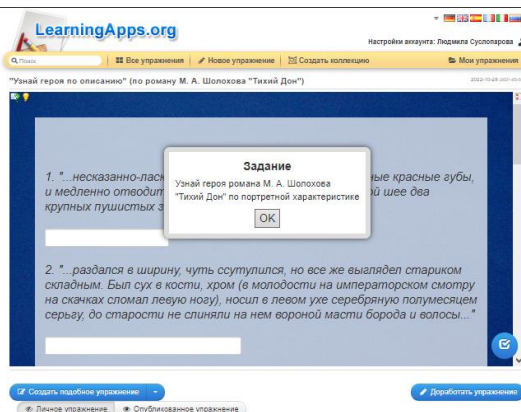 LearningApps.org
Настройки аккаунта: Людмила Суслопарова
Поиск
Все упражнения
Новое упражнение
Создать коллекцию
Мои упражнения
"Узнай героя по описанию" (по роману М. А. Шолохова "Тихий Дон")
Задание
Узнай героя романа М. А. Шолохова
"Тихий Дон" по портретной характеристике
OK
1. "...несказанно-ласк ные красные губы,
и медленно отводит й шее два
крупных пушистых з
2. "...раздался в ширину, чуть ссутулился, но все же выглядел стариком
складным. Был сух в кости, хром (в молодости на императорском смотру
на скачках сломал левую ногу), носил в левом ухе серебряную полумесяцем
серьгу, до старости не слиняли на нем вороной масти борода и волосы..."
Создать подобное упражнение
Доработать упражнение
Личное упражнение
Опубликованное упражнение